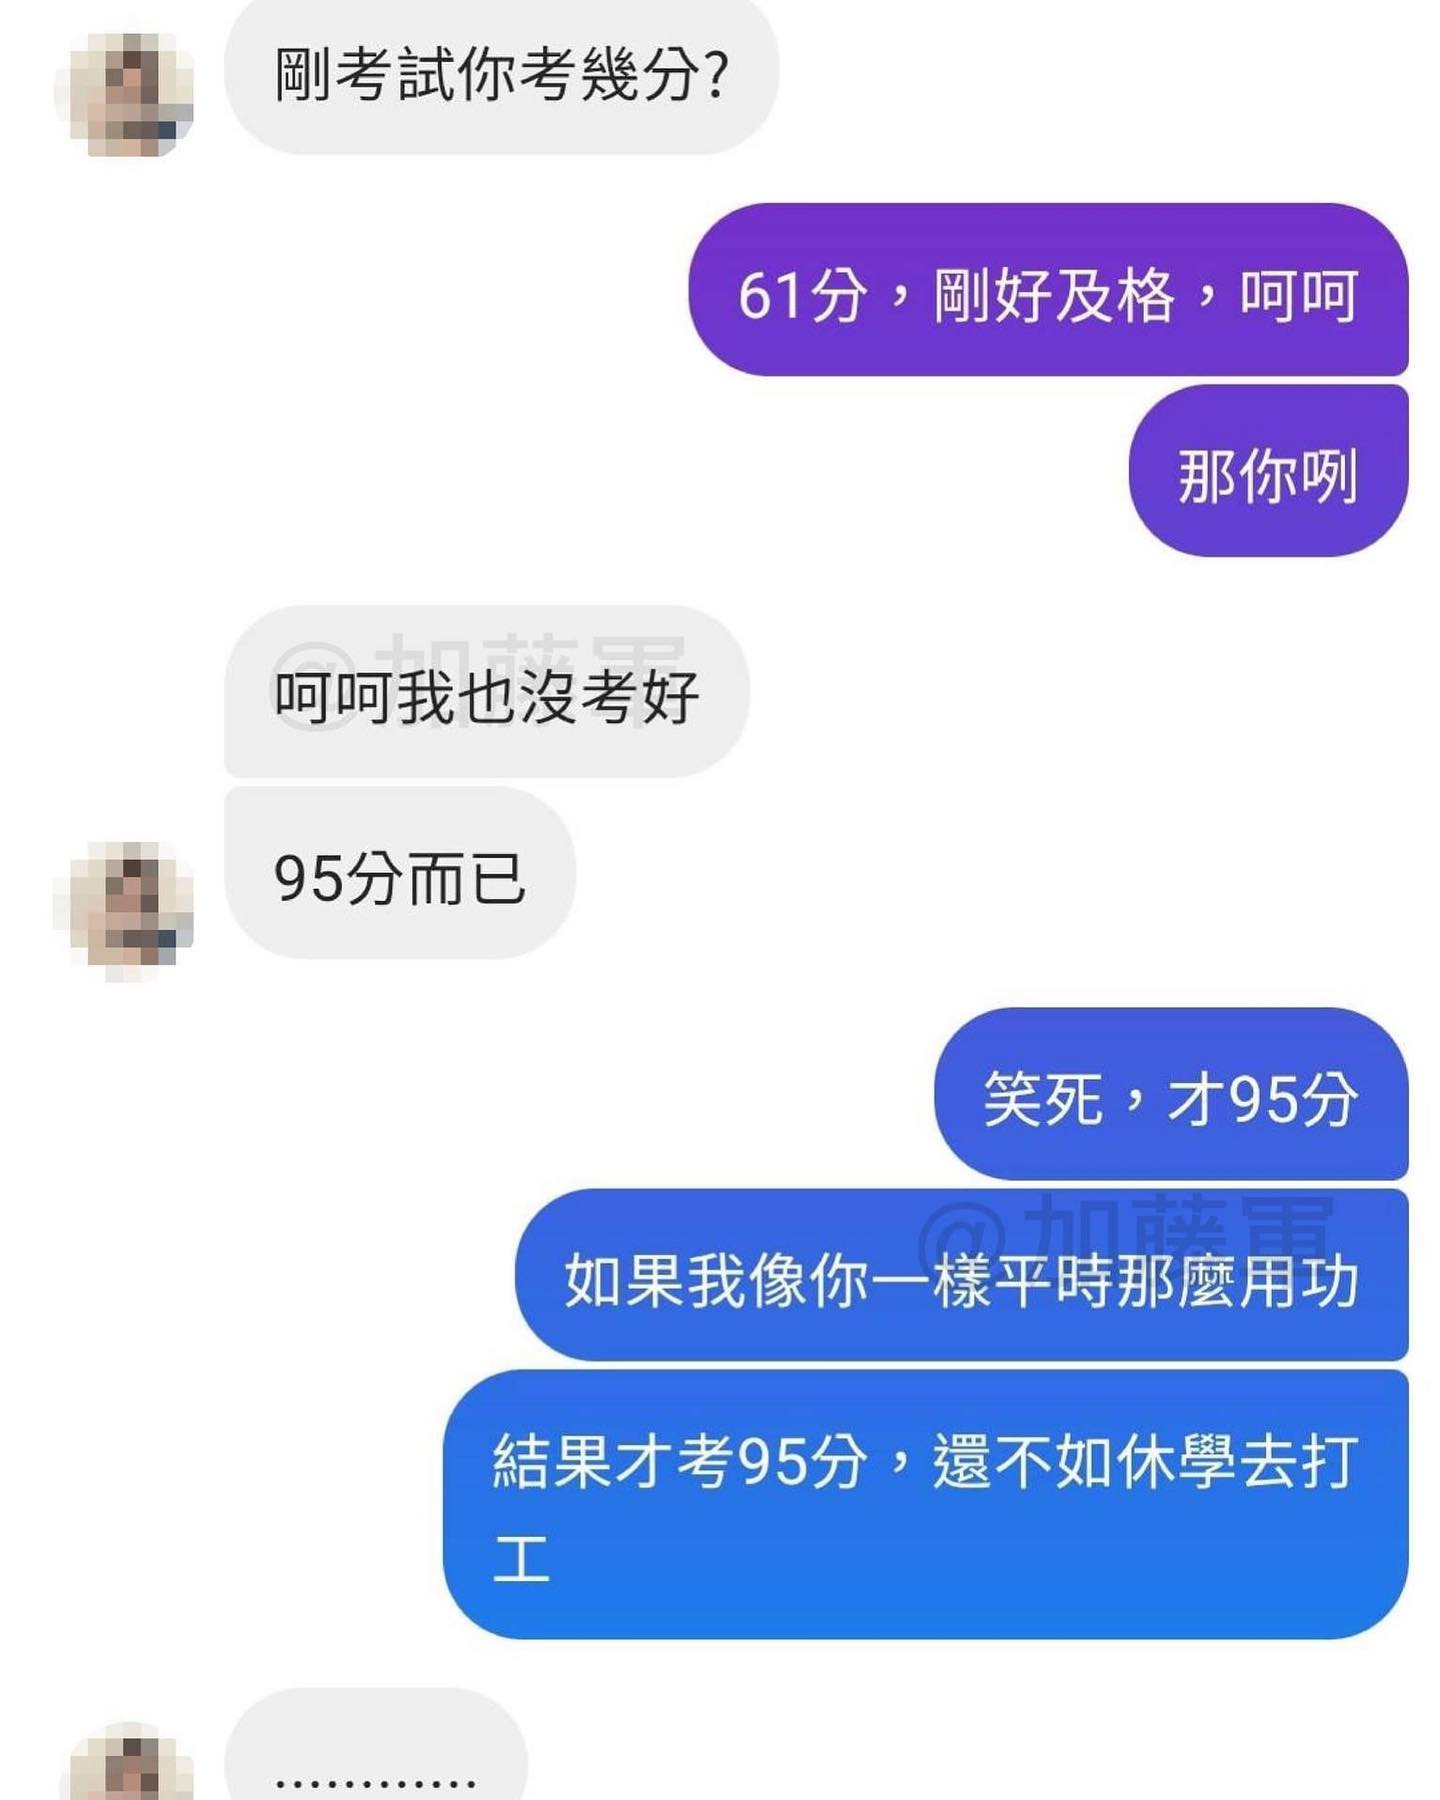 剛考試你考幾分?
61分，剛好及格，呵呵
那你咧
@加藤軍
呵呵我也沒考好
95分而已
笑死，才95分
@加藤軍
如果我像你一樣平時那麼用功
結果才考95分，還不如休學去打
工
............